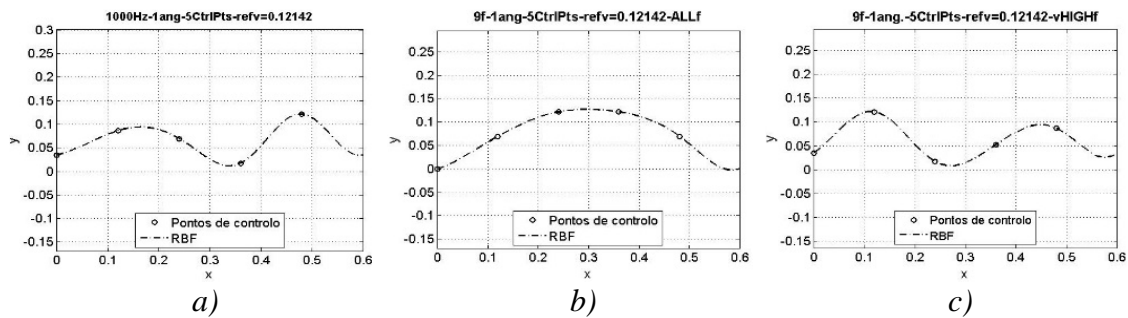 1000Hz-1ang-5CtrlPts-refv=0.12142
0.3
0.25
0.2
0.15
0.1
0.05
0
-0.05
-0.1
-0.15
y
Pontos de controlo
RBF
0 0.1 0.2 0.3 0.4 0.5 0.6
x
a)
9f-1ang-5CtrlPts-refv=0.12142-ALLf
0.25
0.2
0.15
0.1
0.05
0
-0.05
-0.1
-0.15
y
Pontos de controlo
RBF
0 0.1 0.2 0.3 0.4 0.5 0.6
x
b)
9f-1ang.-5CtrlPts-refv=0.12142-vHIGHf
0.25
0.2
0.15
0.1
0.05
0
-0.05
-0.1
-0.15
y
Pontos de controlo
RBF
0 0.1 0.2 0.3 0.4 0.5 0.6
x
c)